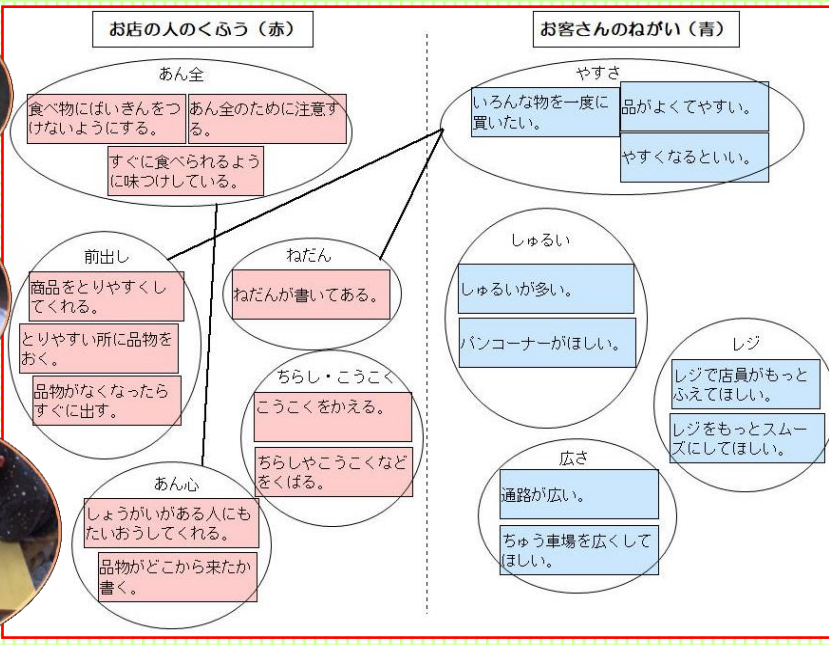 お店の人のくふう（赤）
あん全
食べ物にばいきんをつ
けないようにする。
あん全のために注意す
る。
すぐに食べられるよう
に味つけしている。
前出し
商品をとりやすくし
てくれる。
とりやすい所に品物を
おく。
品物がなくなったら
すぐに出す。
ねだん
ねだんが書いてある。
ちらし・こうこく
こうこくをかえる。
ちらしやこうこくなど
をくばる。
あん心
しょうがいがある人にも
たいおうしてくれる。
品物がどこから来たか
書く。
お客さんのねがい（青）
やすさ
いろんな物を一度に
買いたい。
品がよくてやすい。
やすくなるといい。
しゅるい
しゅるいが多い。
パンコーナーがほしい。
レジ
レジで店員がもっと
ふえてほしい。
レジをもっとスムー
ズにしてほしい。
広さ
通路が広い。
ちゅう車場を広くして
ほしい。